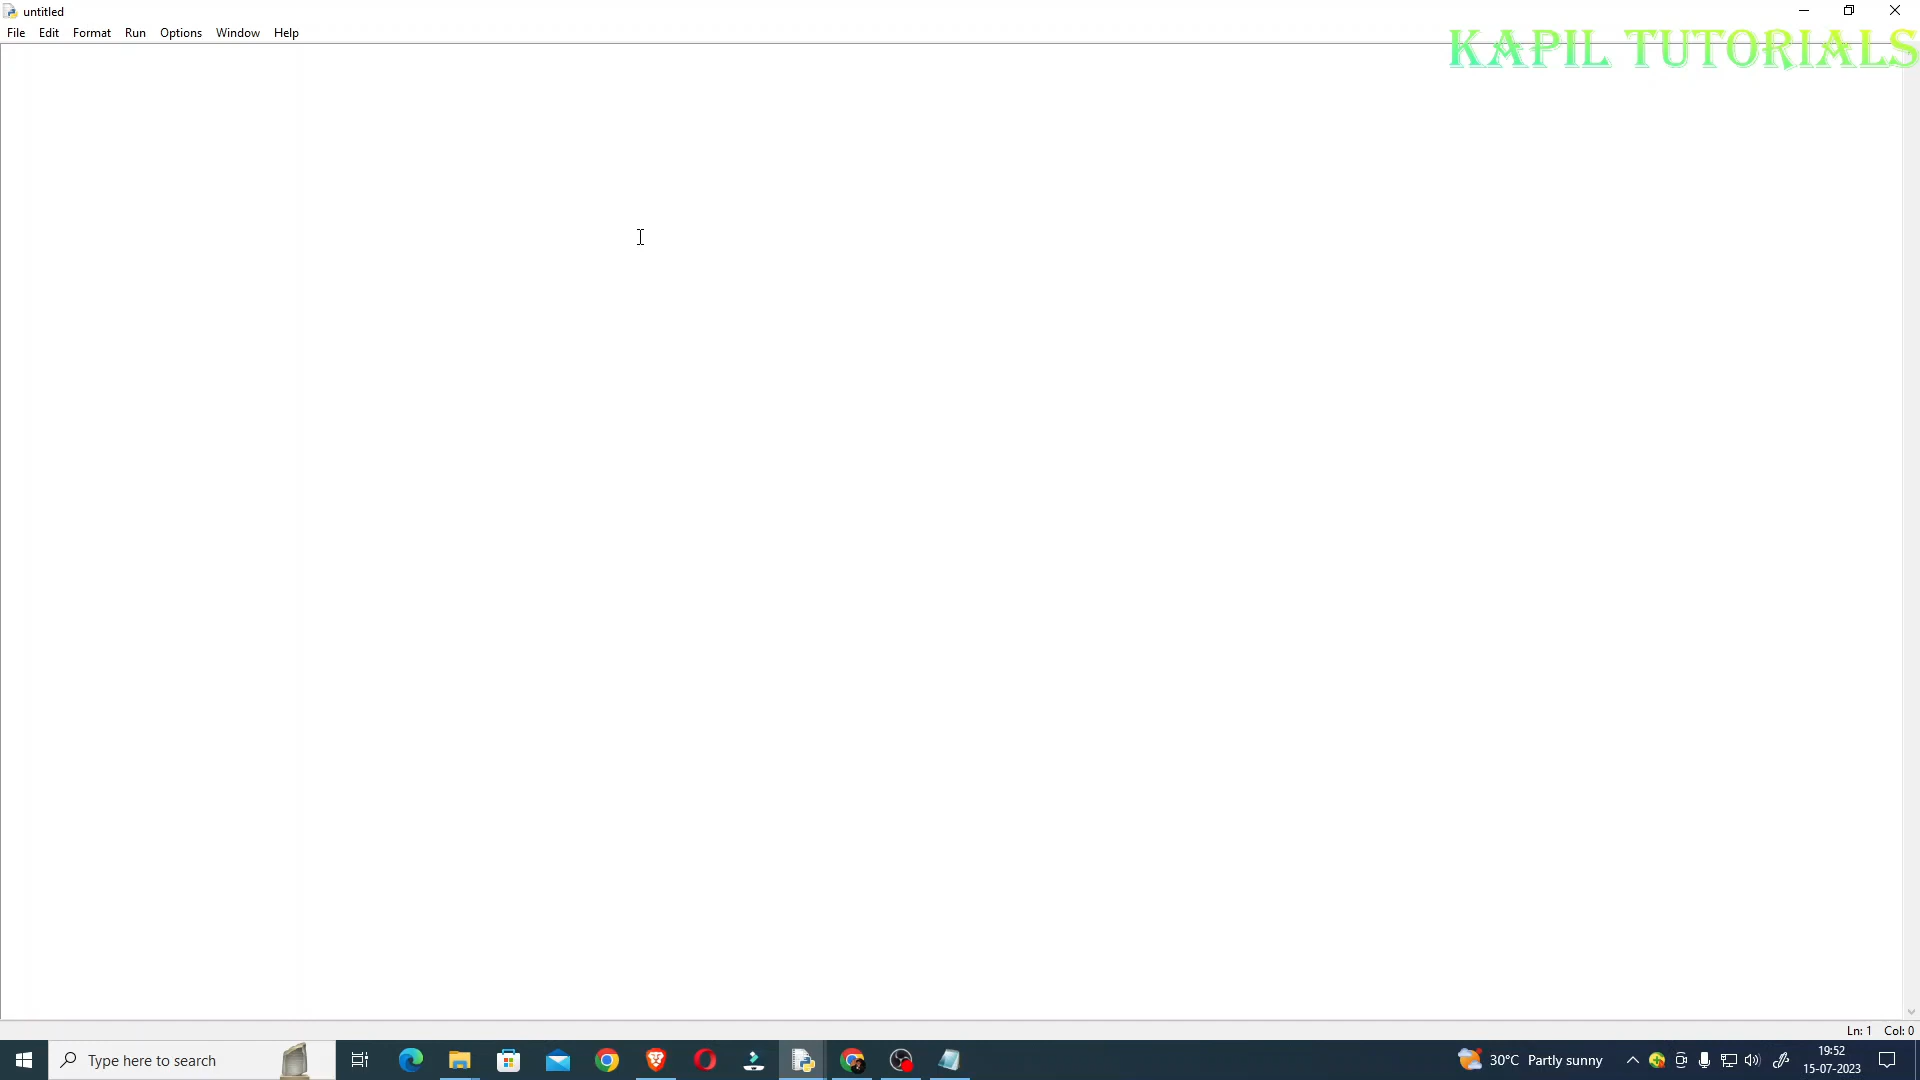 untitled
File Edit Format Run Options Window Help
KAPIL TUTORIALS
Ln: 1 Col: 0
Type here to search
30°C Partly sunny
19:52
15-07-2023